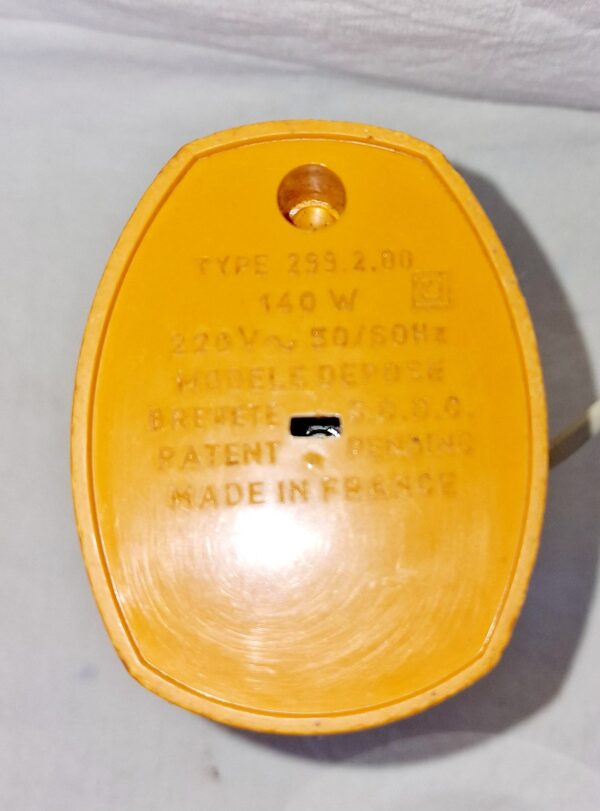 TYPE 299.2.00
140 W
220V~ 50/60Hz
MODELE DEPOSE
BREVETE S.G.D.G.
PATENT PENDING
MADE IN FRANCE